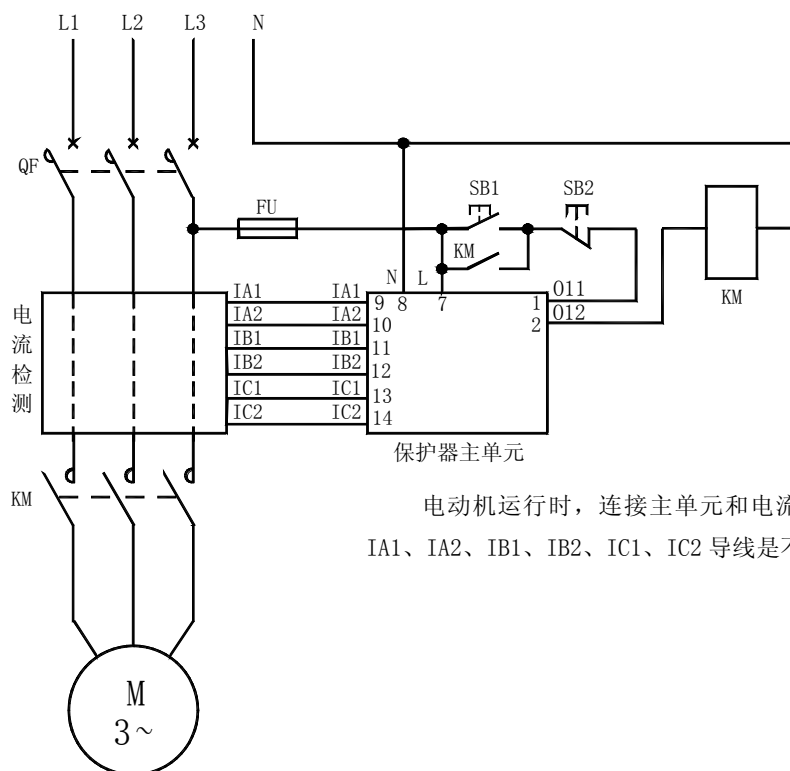 L1 L2 L3 N
QF
FU
SB1 SB2
KM
KM
N L
IA1 IA1 9 8 7 1 O11
IA2 IA2 10 2 O12
IB1 IB1 11
IB2 IB2 12
IC1 IC1 13
IC2 IC2 14
电流检测
保护器主单元
KM
电动机运行时，连接主单元和电流
IA1、IA2、IB1、IB2、IC1、IC2 导线是
M
3~